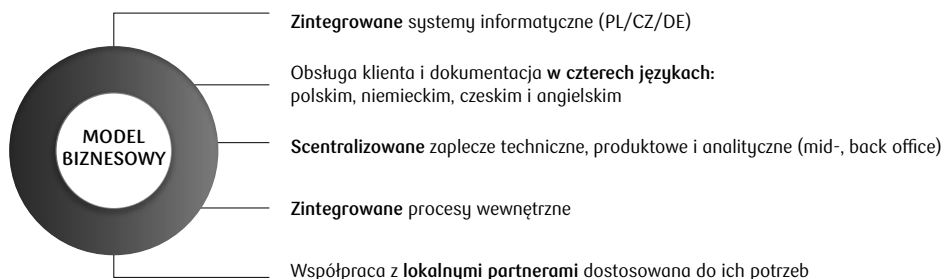 Zintegrowane systemy informatyczne (PL/CZ/DE)
Obsługa klienta i dokumentacja w czterech językach:
polskim, niemieckim, czeskim i angielskim
MODEL
BIZNESOWY
Scentralizowane zaplecze techniczne, produktowe i analityczne (mid-, back office)
Zintegrowane procesy wewnętrzne
Współpraca z lokalnymi partnerami dostosowana do ich potrzeb